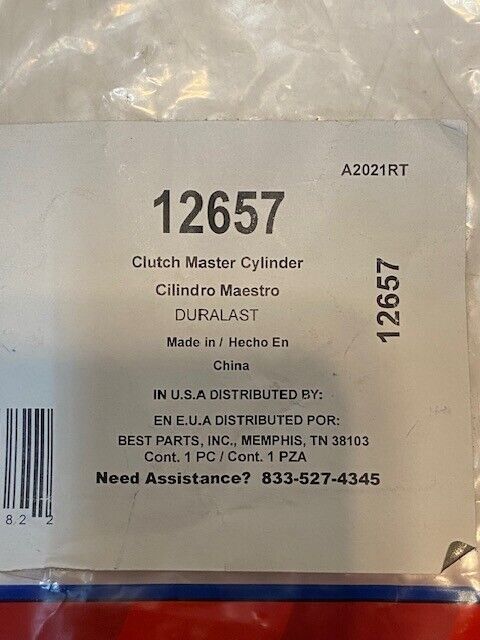 A2021RT
12657
Clutch Master Cylinder
Cilindro Maestro
DURALAST
Made in / Hecho En
China
12657
IN U.S.A DISTRIBUTED BY:
EN E.U.A DISTRIBUTED POR:
BEST PARTS, INC., MEMPHIS, TN 38103
Cont. 1 PC / Cont. 1 PZA
Need Assistance? 833-527-4345
8 2 2